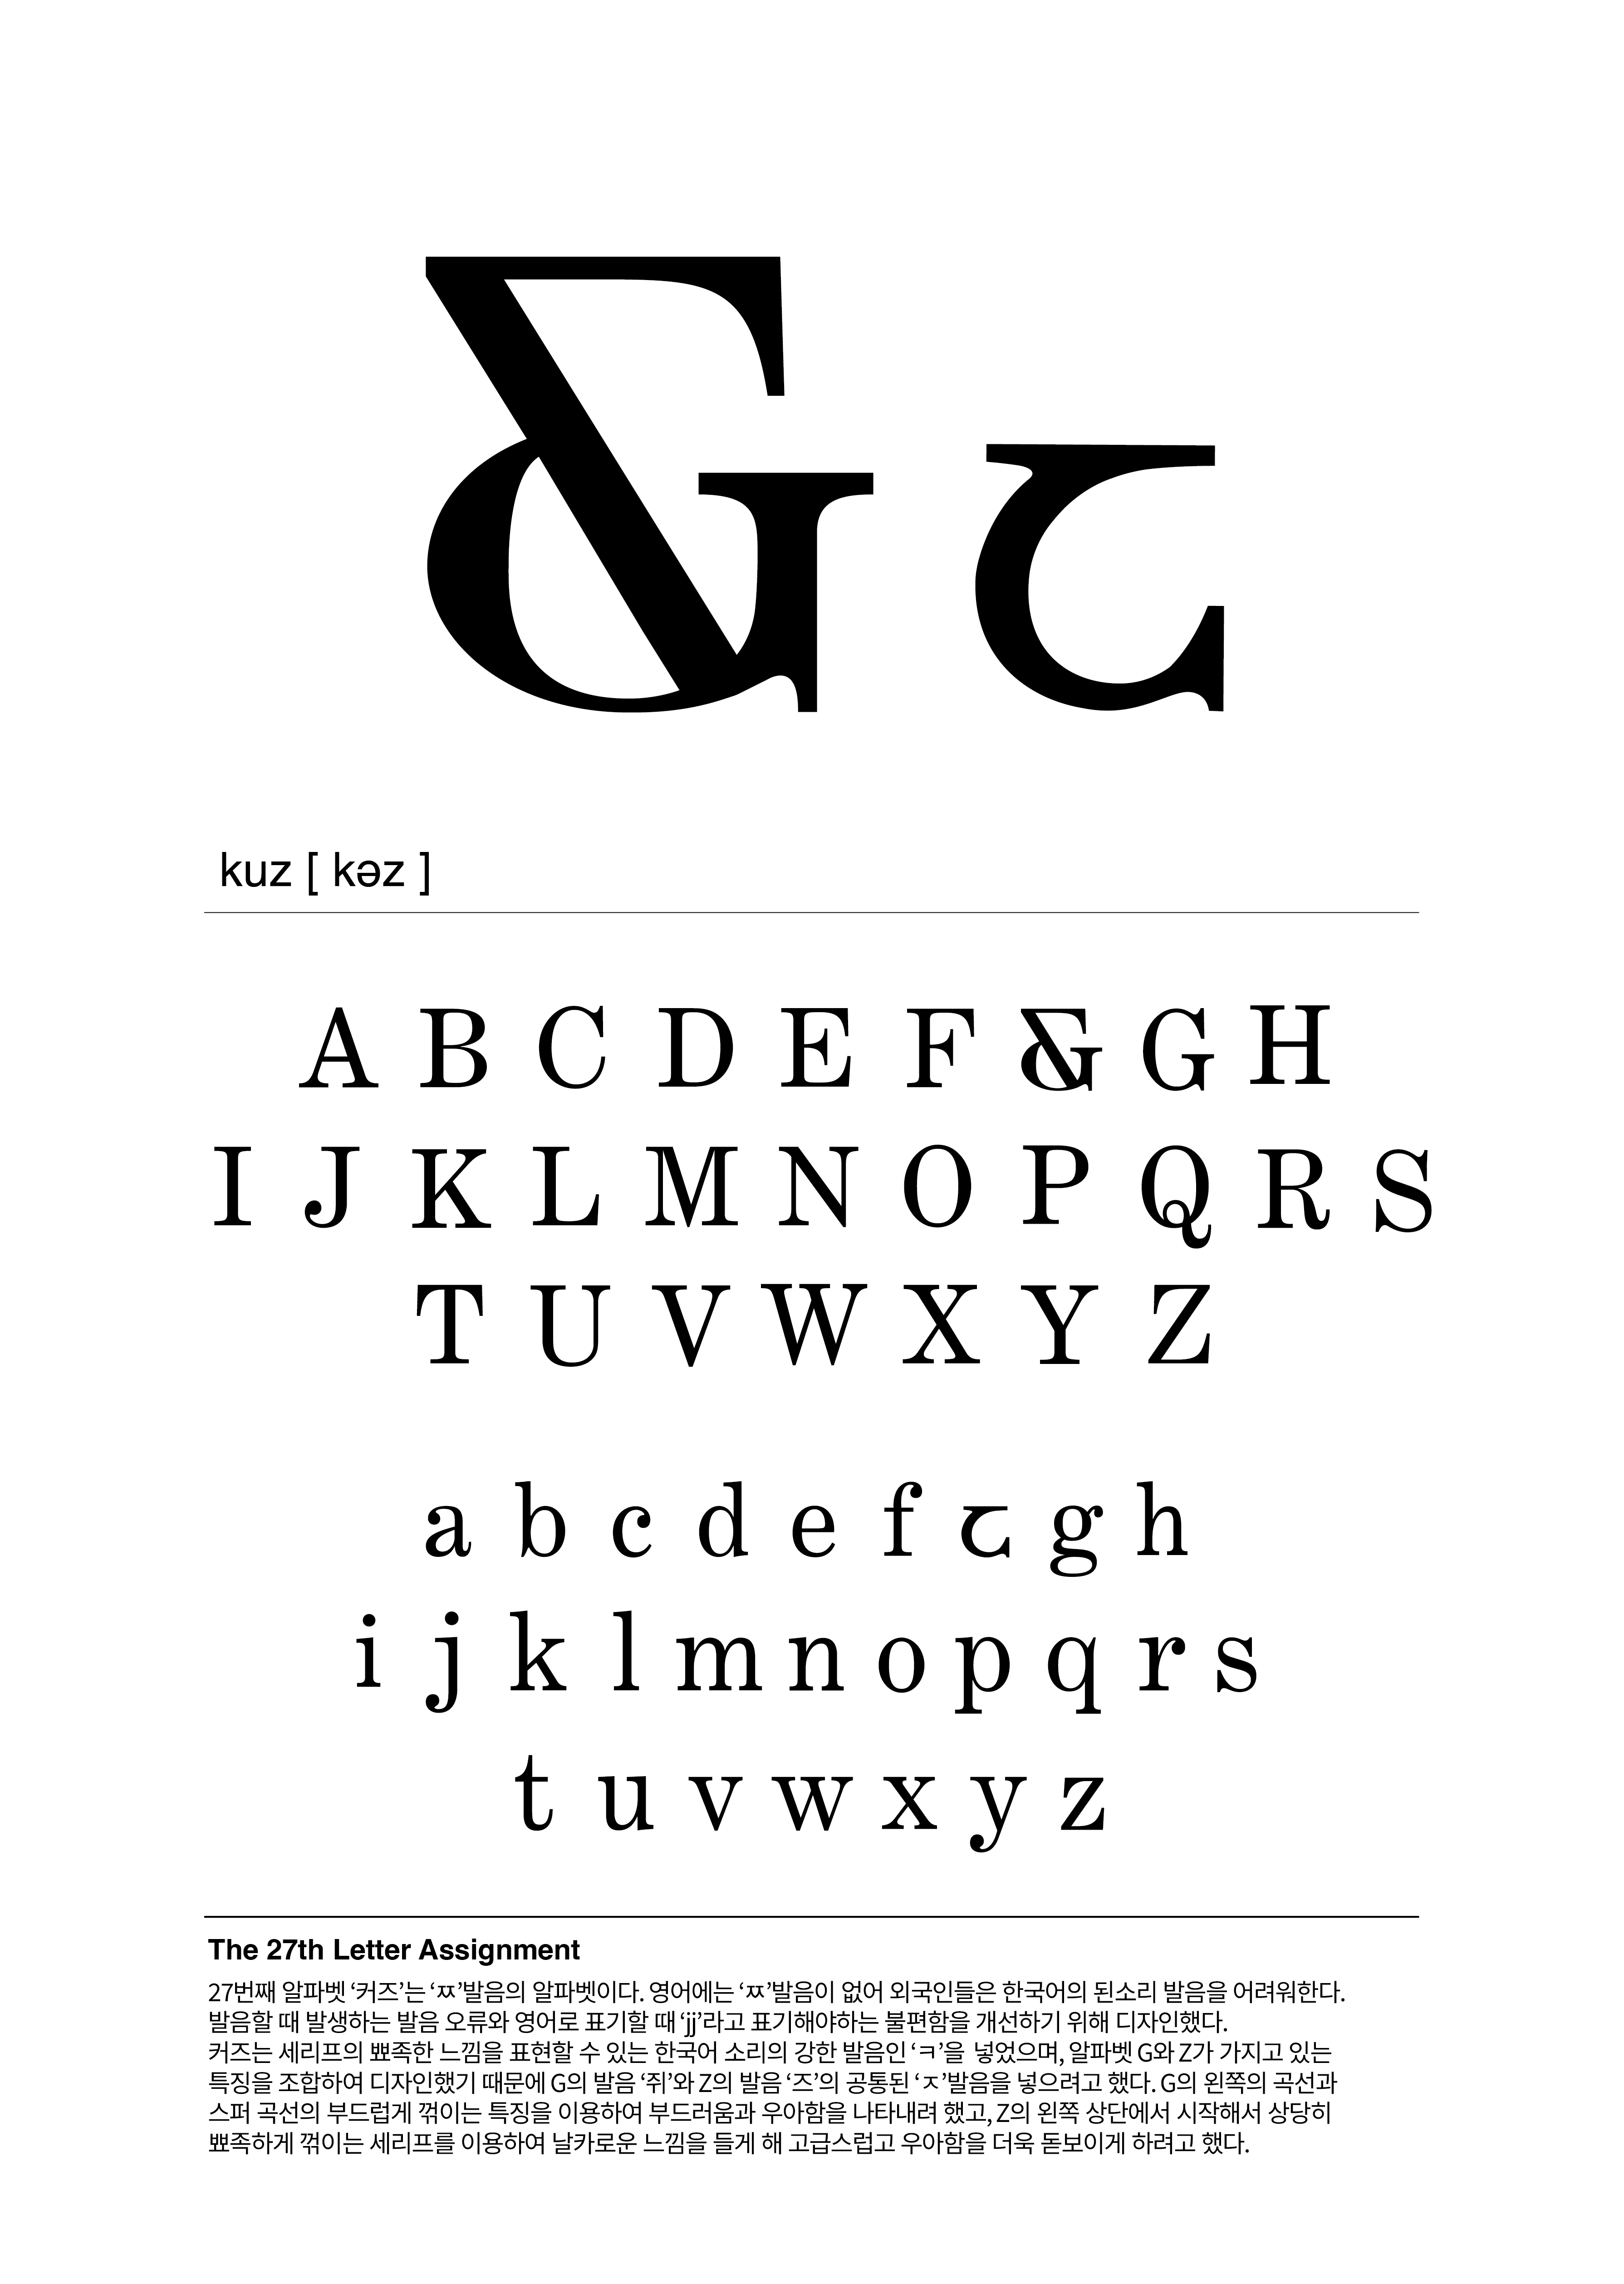 kuz [ kəz ]
A B C D E F G H
I J K L M N O P Q R S
T U V W X Y Z
a b c d e f g h
i j k l m n o p q r s
t u v w x y z
The 27th Letter Assignment
27번째 알파벳 ‘커즈’는 ‘ㅉ’발음의 알파벳이다. 영어에는 ‘ㅉ’발음이 없어 외국인들은 한국어의 된소리 발음을 어려워한다.
발음할 때 발생하는 발음 오류와 영어로 표기할 때 ‘jj’라고 표기해야하는 불편함을 개선하기 위해 디자인했다.
커즈는 세리프의 뾰족한 느낌을 표현할 수 있는 한국어 소리의 강한 발음인 ‘ㅋ’을 넣었으며, 알파벳 G와 Z가 가지고 있는
특징을 조합하여 디자인했기 때문에 G의 발음 ‘쥐’와 Z의 발음 ‘즈’의 공통된 ‘ㅈ’발음을 넣으려고 했다. G의 왼쪽의 곡선과
스퍼 곡선의 부드럽게 꺾이는 특징을 이용하여 부드러움과 우아함을 나타내려 했고, Z의 왼쪽 상단에서 시작해서 상당히
뾰족하게 꺾이는 세리프를 이용하여 날카로운 느낌을 들게 해 고급스럽고 우아함을 더욱 돋보이게 하려고 했다.